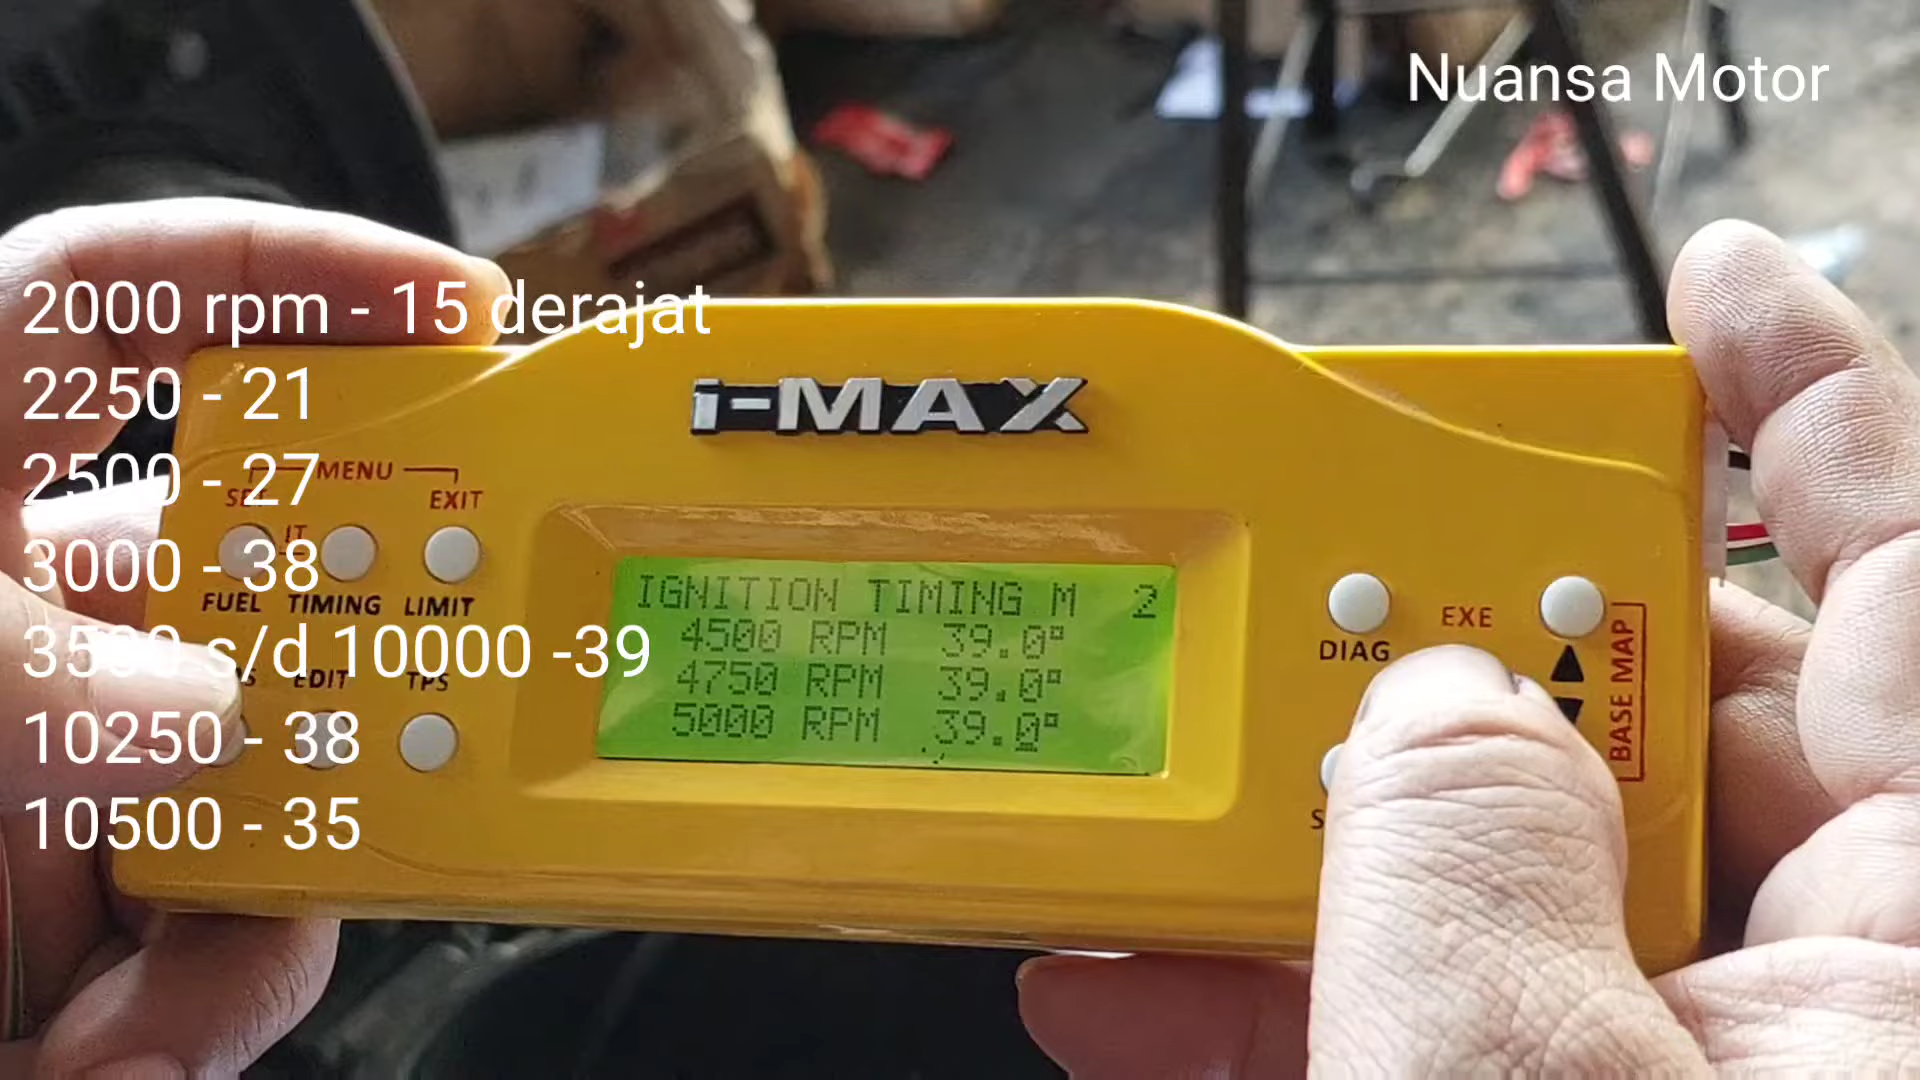 Nuansa Motor
2000 rpm - 15 derajat
2250 - 21
2500 - 27
3000 - 38
3500 s/d 10000 -39
10250 - 38
10500 - 35
i-MAX
MENU
EXIT
FUEL TIMING LIMIT
EDIT TPS
IGNITION TIMING M 2
4500 RPM 39.0°
4750 RPM 39.0°
5000 RPM 39.0°
EXE
DIAG
BASE MAP